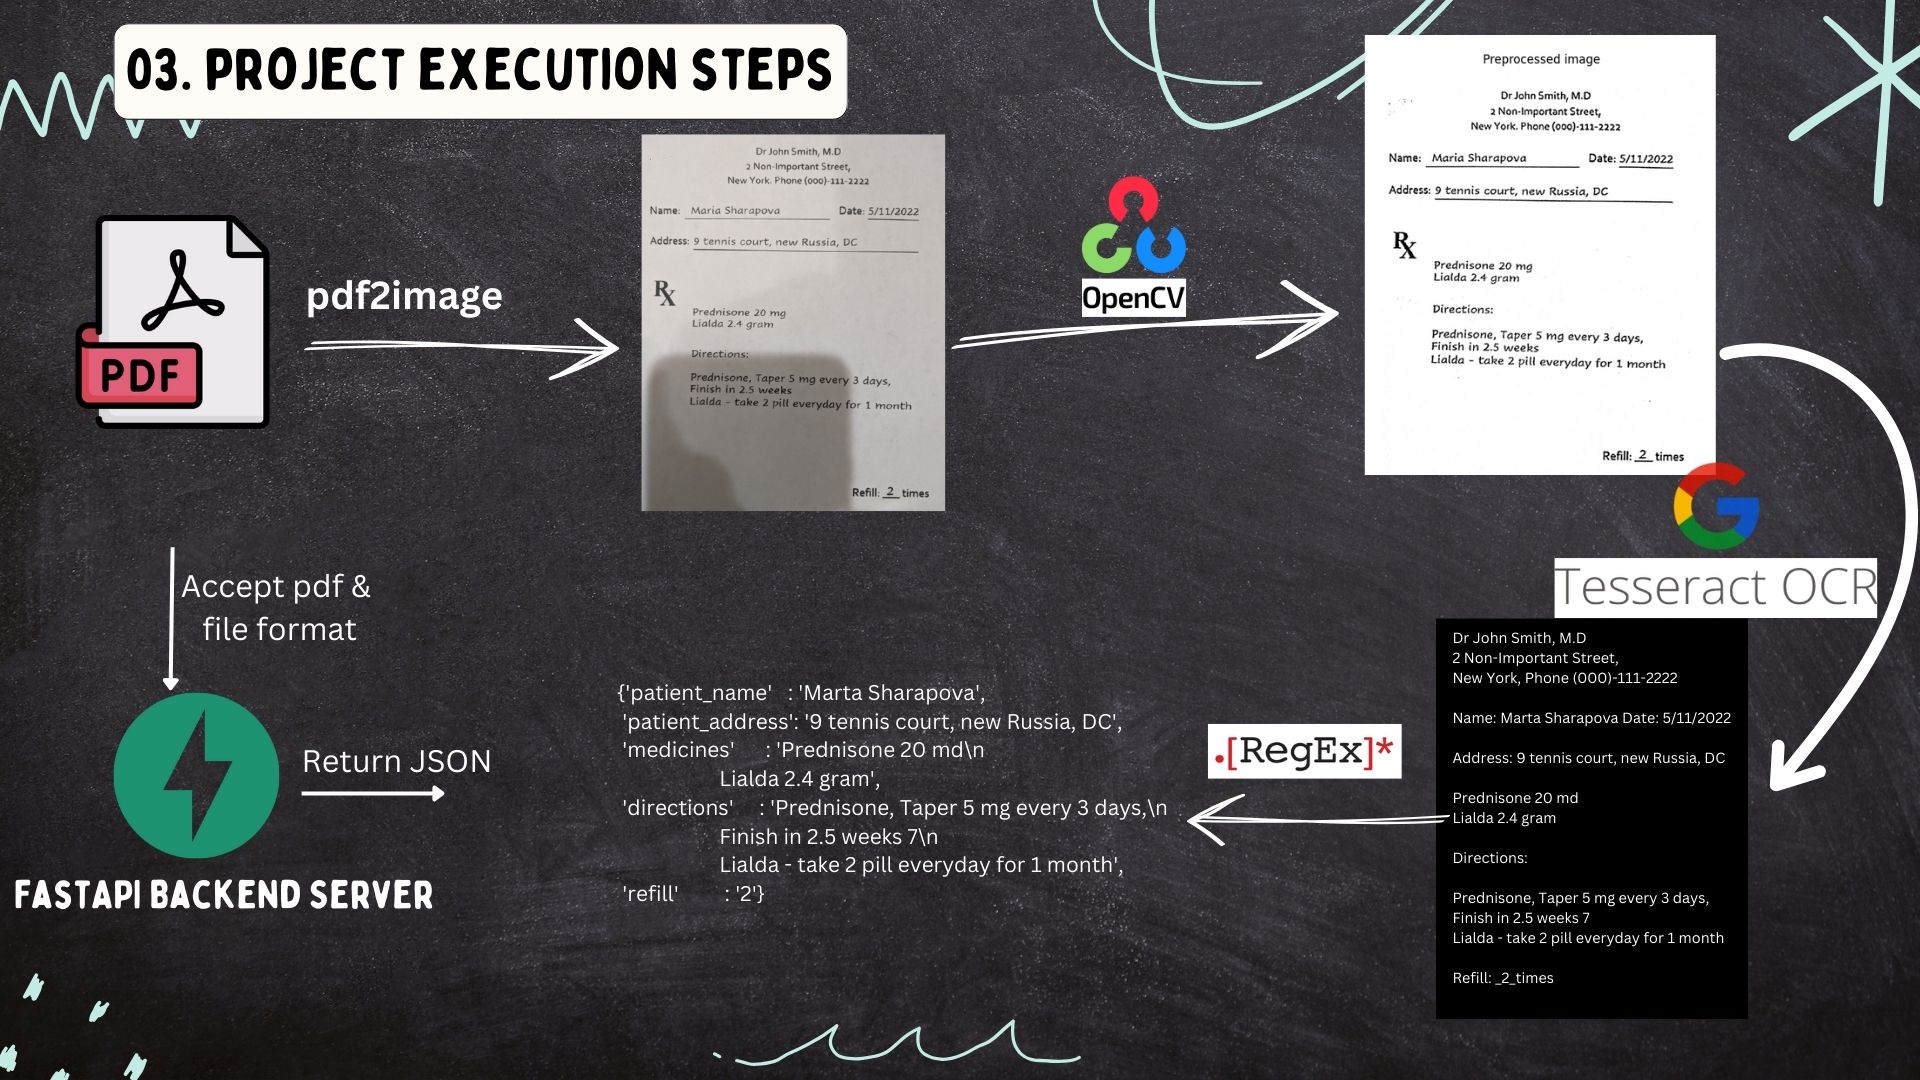 03. PROJECT EXECUTION STEPS
PDF
pdf2image
Dr John Smith, M.D
2 Non-Important Street,
New York. Phone (000)-111-2222
Name: Maria Sharapova Date: 5/11/2022
Address: 9 tennis court, new Russia, DC
Rx
Prednisone 20 mg
Lialda 2.4 gram
Directions:
Prednisone, Taper 5 mg every 3 days,
Finish in 2.5 weeks
Lialda - take 2 pill everyday for 1 month
Refill: 2 times
OpenCV
Preprocessed image
Dr John Smith, M.D
2 Non-Important Street,
New York. Phone (000)-111-2222
Name: Maria Sharapova Date: 5/11/2022
Address: 9 tennis court, new Russia, DC
Rx
Prednisone 20 mg
Lialda 2.4 gram
Directions:
Prednisone, Taper 5 mg every 3 days,
Finish in 2.5 weeks
Lialda - take 2 pill everyday for 1 month
Refill: 2 times
G
Tesseract OCR
Dr John Smith, M.D
2 Non-Important Street,
New York, Phone (000)-111-2222
Name: Marta Sharapova Date: 5/11/2022
Address: 9 tennis court, new Russia, DC
Prednisone 20 md
Lialda 2.4 gram
Directions:
Prednisone, Taper 5 mg every 3 days,
Finish in 2.5 weeks 7
Lialda - take 2 pill everyday for 1 month
Refill: _2_times
.[RegEx]*
{'patient_name' : 'Marta Sharapova',
'patient_address': '9 tennis court, new Russia, DC',
'medicines' : 'Prednisone 20 md\n
Lialda 2.4 gram',
'directions' : 'Prednisone, Taper 5 mg every 3 days,\n
Finish in 2.5 weeks 7\n
Lialda - take 2 pill everyday for 1 month',
'refill' : '2'}
Accept pdf &
file format
Return JSON
FASTAPI BACKEND SERVER